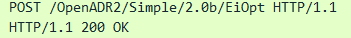 POST /OpenADR2/Simple/2.0b/EiOpt HTTP/1.1
HTTP/1.1 200 OK